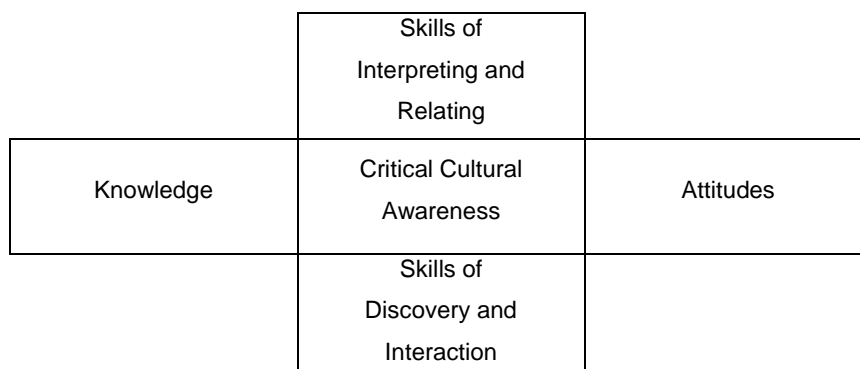 Skills of
Interpreting and
Relating
Knowledge
Critical Cultural
Awareness
Attitudes
Skills of
Discovery and
Interaction